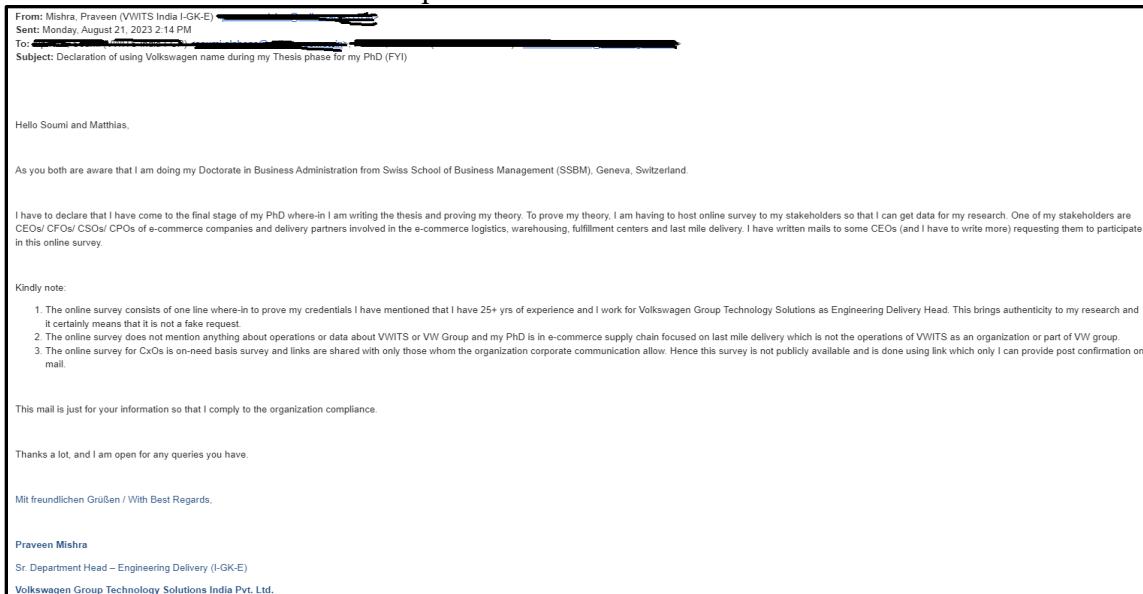 From: Mishra, Praveen (VWITS India I-GK-E)
Sent: Monday, August 21, 2023 2:14 PM
To:
Subject: Declaration of using Volkswagen name during my Thesis phase for my PhD (FYI)
Hello Soumi and Matthias,
As you both are aware that I am doing my Doctorate in Business Administration from Swiss School of Business Management (SSBM), Geneva, Switzerland.
I have to declare that I have come to the final stage of my PhD where-in I am writing the thesis and proving my theory. To prove my theory, I am having to host online survey to my stakeholders so that I can get data for my research. One of my stakeholders are
CEOs/ CFOs/ CSOs/ CPOs of e-commerce companies and delivery partners involved in the e-commerce logistics, warehousing, fulfillment centers and last mile delivery. I have written mails to some CEOs (and I have to write more) requesting them to participate
in this online survey.
Kindly note:
1. The online survey consists of one line where-in to prove my credentials I have mentioned that I have 25+ yrs of experience and I work for Volkswagen Group Technology Solutions as Engineering Delivery Head. This brings authenticity to my research and
it certainly means that it is not a fake request.
2. The online survey does not mention anything about operations or data about VWITS or VW Group and my PhD is in e-commerce supply chain focused on last mile delivery which is not the operations of VWITS as an organization or part of VW group.
3. The online survey for CxOs is on-need basis survey and links are shared with only those whom the organization corporate communication allow. Hence this survey is not publicly available and is done using link which only I can provide post confirmation on
mail.
This mail is just for your information so that I comply to the organization compliance.
Thanks a lot, and I am open for any queries you have.
Mit freundlichen Grüßen / With Best Regards,
Praveen Mishra
Sr. Department Head – Engineering Delivery (I-GK-E)
Volkswagen Group Technology Solutions India Pvt. Ltd.